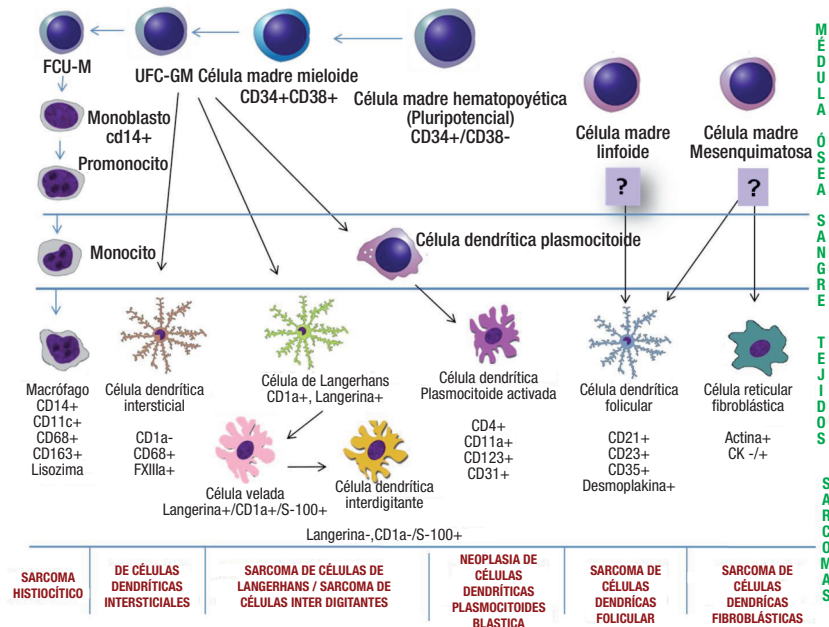 FCU-M
UFC-GM Célula madre mieloide
CD34+CD38+
Célula madre hematopoyética
(Pluripotencial)
CD34+/CD38-
Célula madre
linfoide
Célula madre
Mesenquimatosa
Monoblasto
cd14+
Promonocito
?
?
MÉDULA ÓSEA
Monocito
Célula dendrítica plasmocitoide
SANGRE
Macrófago
CD14+
CD11c+
CD68+
CD163+
Lisozima
Célula dendrítica
intersticial
CD1a-
CD68+
FXIIIa+
Célula de Langerhans
CD1a+, Langerina+
Célula velada
Langerina+/CD1a+/S-100+
Célula dendrítica
interdigitante
Langerina-,CD1a-/S-100+
Célula dendrítica
Plasmocitoide activada
CD4+
CD11a+
CD123+
CD31+
Célula dendrítica
folicular
CD21+
CD23+
CD35+
Desmoplakina+
Célula reticular
fibroblástica
Actina+
CK -/+
TEJIDOS
SARCOMA
HISTIOCÍTICO
DE CÉLULAS
DENDRÍTICAS
INTERSTICIALES
SARCOMA DE CÉLULAS DE
LANGERHANS / SARCOMA DE
CÉLULAS INTER DIGITANTES
NEOPLASIA DE
CÉLULAS
DENDRÍTICAS
PLASMOCITOIDES
BLASTICA
SARCOMA DE
CÉLULAS
DENDRÍCAS
FOLICULAR
SARCOMA DE
CÉLULAS
DENDRÍCAS
FIBROBLÁSTICAS
SARCOMAS